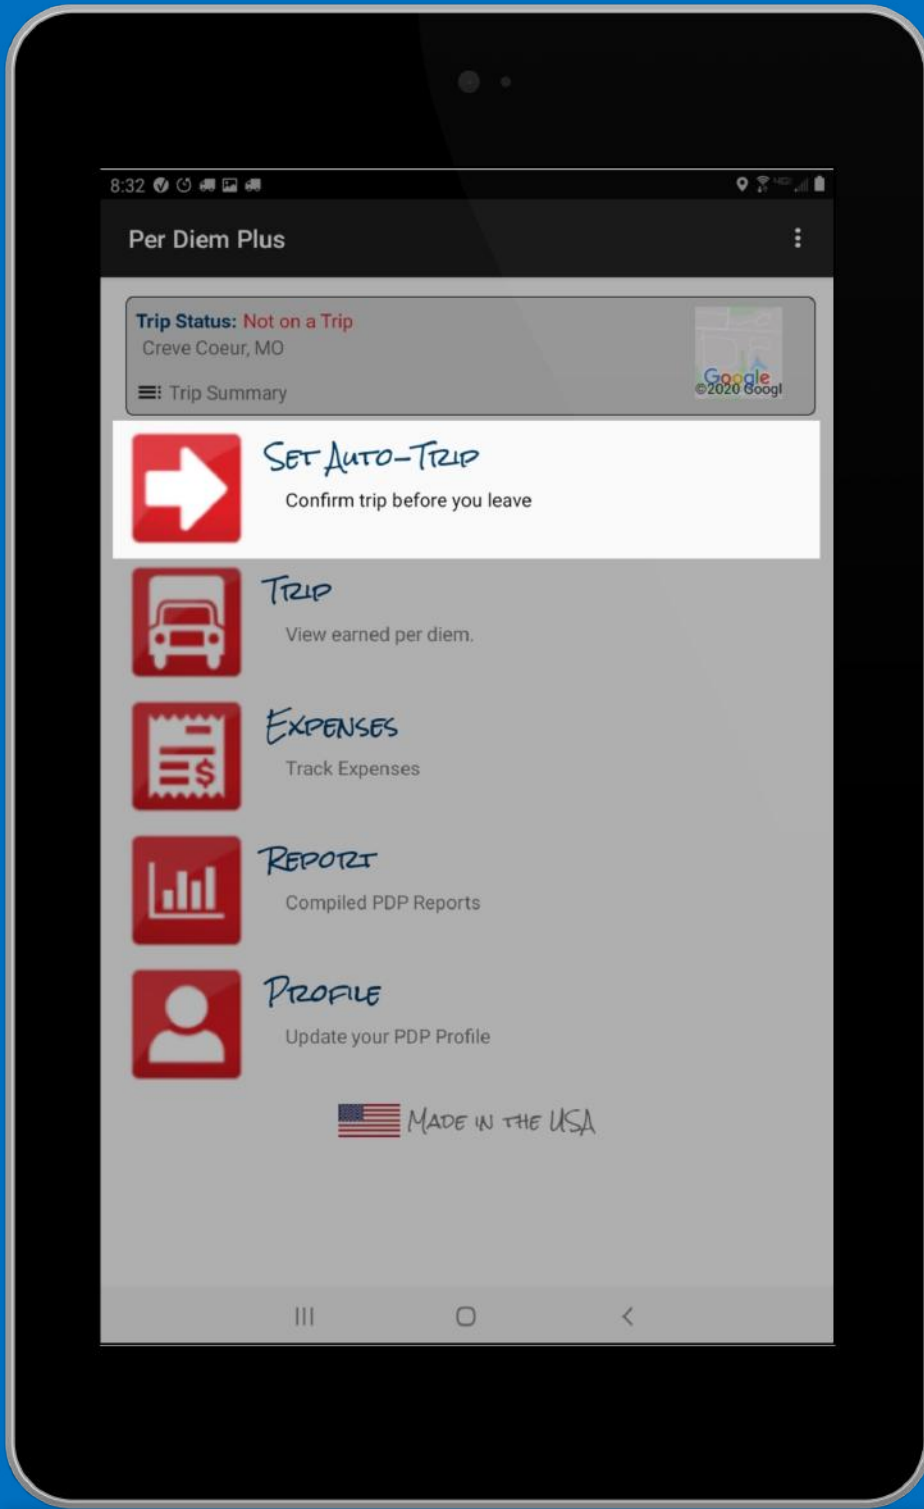 8:32
Per Diem Plus
Trip Status: Not on a Trip
Creve Coeur, MO
Trip Summary
Google
©2020 Googl
SET AUTO-TRIP
Confirm trip before you leave
TRIP
View earned per diem.
EXPENSES
Track Expenses
$
REPORT
Compiled PDP Reports
PROFILE
Update your PDP Profile
MADE IN THE USA